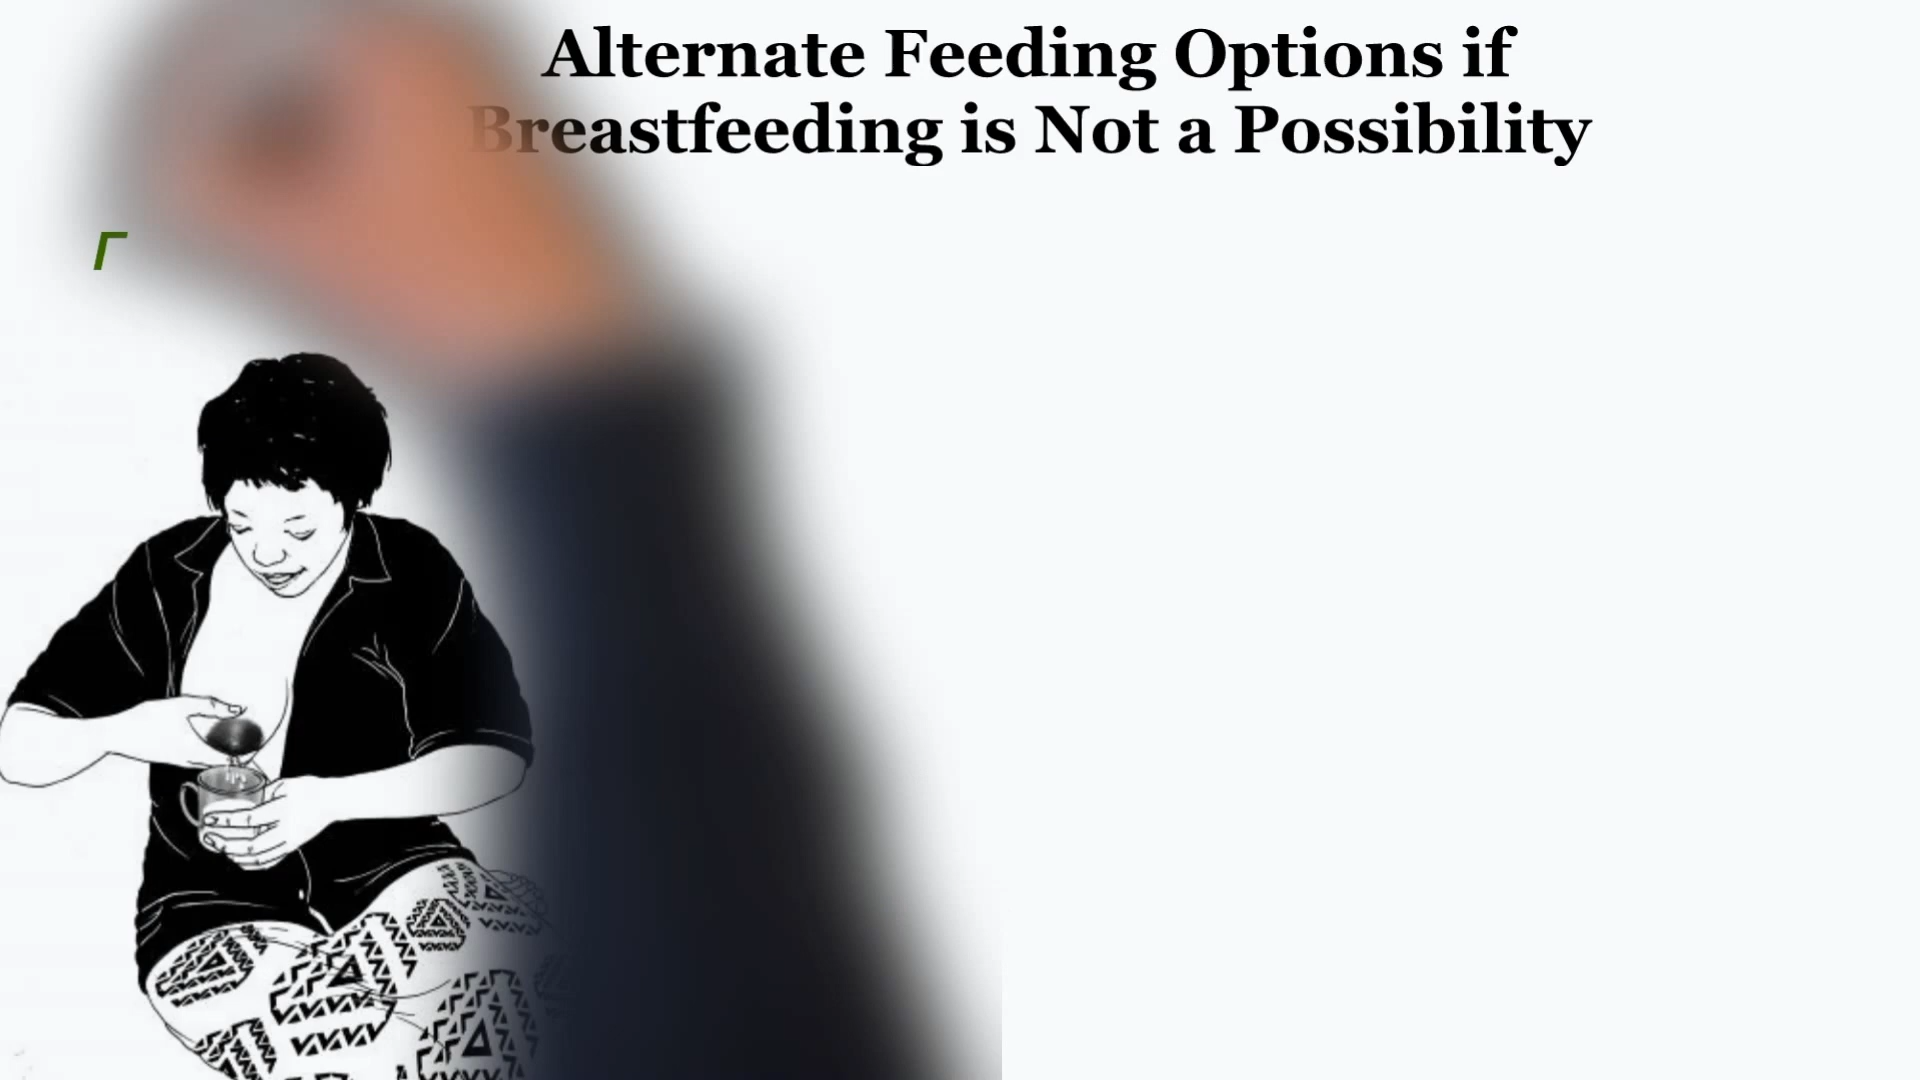 Alternate Feeding Options if
Breastfeeding is Not a Possibility